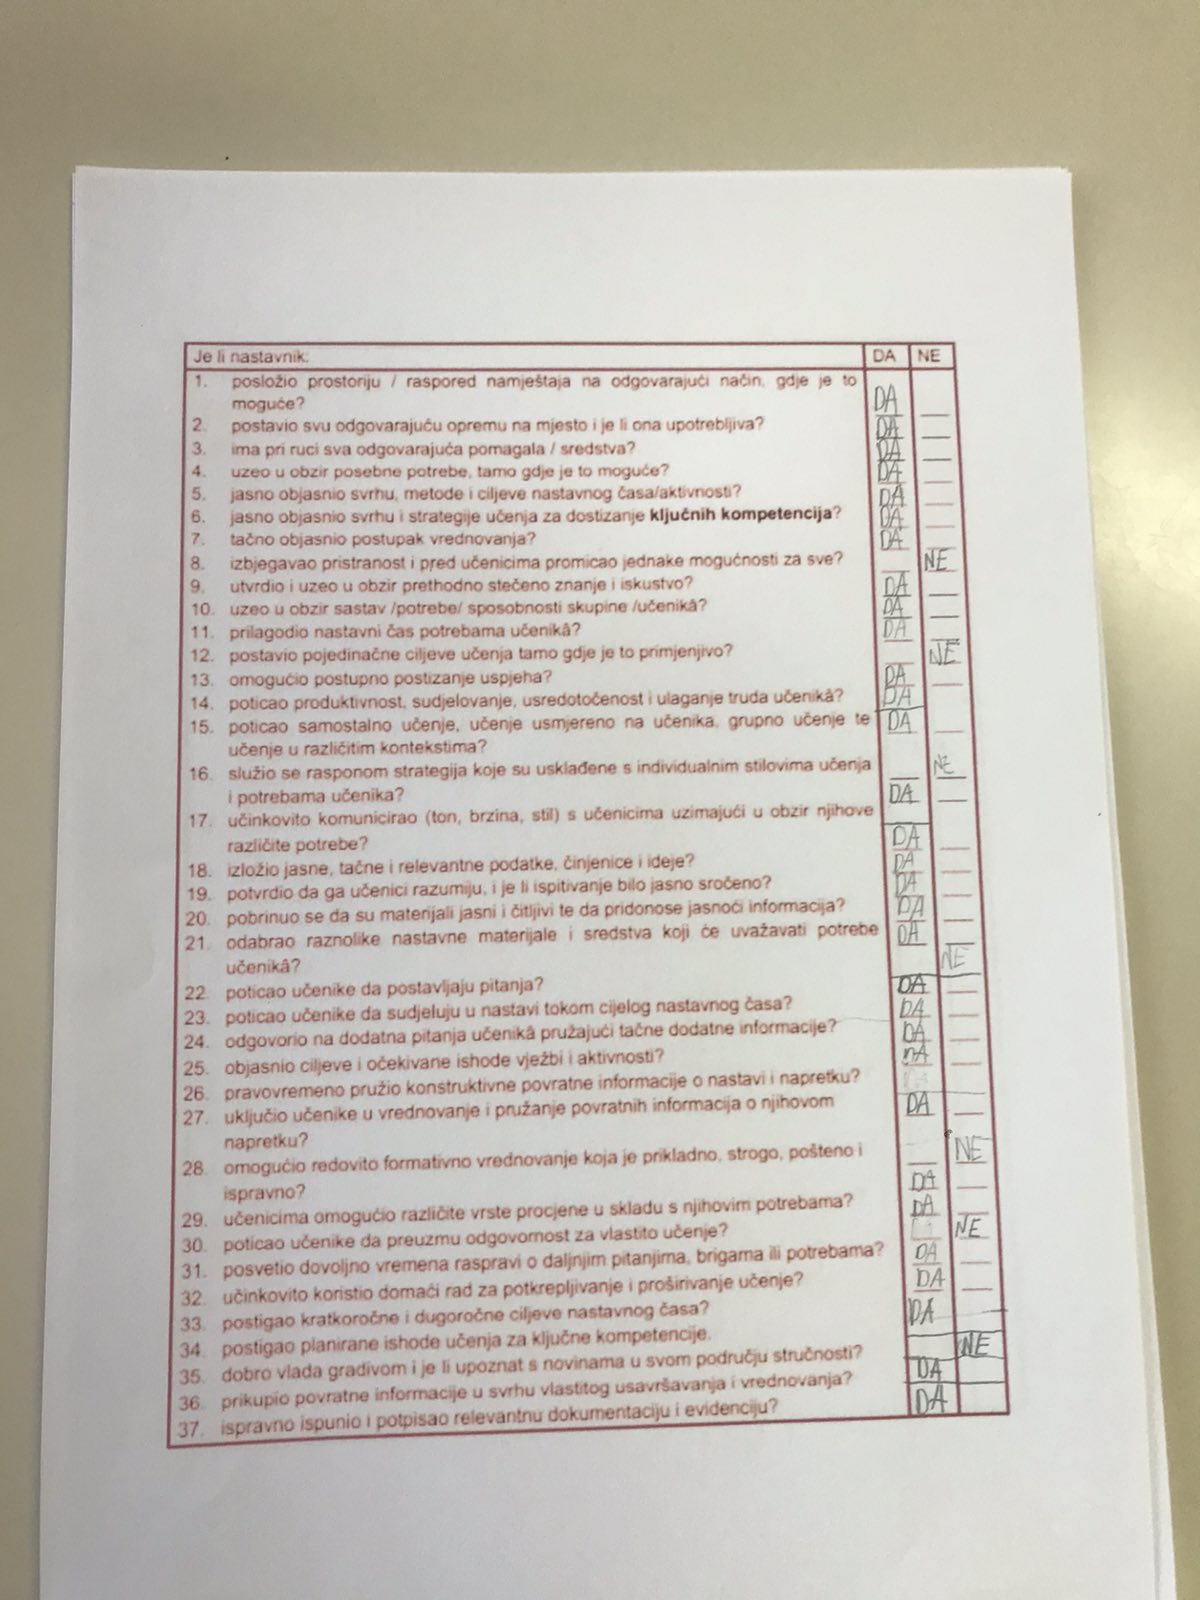 Je li nastavnik: DA NE
1. posložio prostoriju / raspored namještaja na odgovarajući način, gdje je to
moguće? DA
2. postavio svu odgovarajuću opremu na mjesto i je li ona upotrebljiva? DA
3. ima pri ruci sva odgovarajuća pomagala / sredstva? DA
4. uzeo u obzir posebne potrebe, tamo gdje je to moguće? DA
5. jasno objasnio svrhu, metode i ciljeve nastavnog časa/aktivnosti? DA
6. jasno objasnio svrhu i strategije učenja za dostizanje ključnih kompetencija? DA
7. tačno objasnio postupak vrednovanja? DA
8. izbjegavao pristranost i pred učenicima promicao jednake mogućnosti za sve? NE
9. utvrdio i uzeo u obzir prethodno stečeno znanje i iskustvo? DA
10. uzeo u obzir sastav /potrebe/ sposobnosti skupine /učenikâ? DA
11. prilagodio nastavni čas potrebama učenikâ? DA
12. postavio pojedinačne ciljeve učenja tamo gdje je to primjenjivo? NE
13. omogućio postupno postizanje uspjeha? DA
14. poticao produktivnost, sudjelovanje, usredotočenost i ulaganje truda učenikâ? DA
15. poticao samostalno učenje, učenje usmjereno na učenika, grupno učenje te DA
učenje u različitim kontekstima?
16. služio se rasponom strategija koje su usklađene s individualnim stilovima učenja NE
i potrebama učenika? DA
17. učinkovito komunicirao (ton, brzina, stil) s učenicima uzimajući u obzir njihove
različite potrebe? DA
18. izložio jasne, tačne i relevantne podatke, činjenice i ideje? DA
19. potvrdio da ga učenici razumiju, i je li ispitivanje bilo jasno sročeno? DA
20. pobrinuo se da su materijali jasni i čitljivi te da pridonose jasnoći informacija? DA
21. odabrao raznolike nastavne materijale i sredstva koji će uvažavati potrebe DA
učenikâ? NE
22. poticao učenike da postavljaju pitanja? DA
23. poticao učenike da sudjeluju u nastavi tokom cijelog nastavnog časa? DA
24. odgovorio na dodatna pitanja učenikâ pružajući tačne dodatne informacije? DA
25. objasnio ciljeve i očekivane ishode vježbi i aktivnosti? DA
26. pravovremeno pružio konstruktivne povratne informacije o nastavi i napretku?
27. uključio učenike u vrednovanje i pružanje povratnih informacija o njihovom DA
napretku? NE
28. omogućio redovito formativno vrednovanje koja je prikladno, strogo, pošteno i
ispravno? DA
29. učenicima omogućio različite vrste procjene u skladu s njihovim potrebama? DA
30. poticao učenike da preuzmu odgovornost za vlastito učenje? NE
31. posvetio dovoljno vremena raspravi o daljnjim pitanjima, brigama ili potrebama? DA
32. učinkovito koristio domaći rad za potkrepljivanje i proširivanje učenje? DA
33. postigao kratkoročne i dugoročne ciljeve nastavnog časa? DA
34. postigao planirane ishode učenja za ključne kompetencije. NE
35. dobro vlada gradivom i je li upoznat s novinama u svom području stručnosti? DA
36. prikupio povratne informacije u svrhu vlastitog usavršavanja i vrednovanja? DA
37. ispravno ispunio i potpisao relevantnu dokumentaciju i evidenciju?